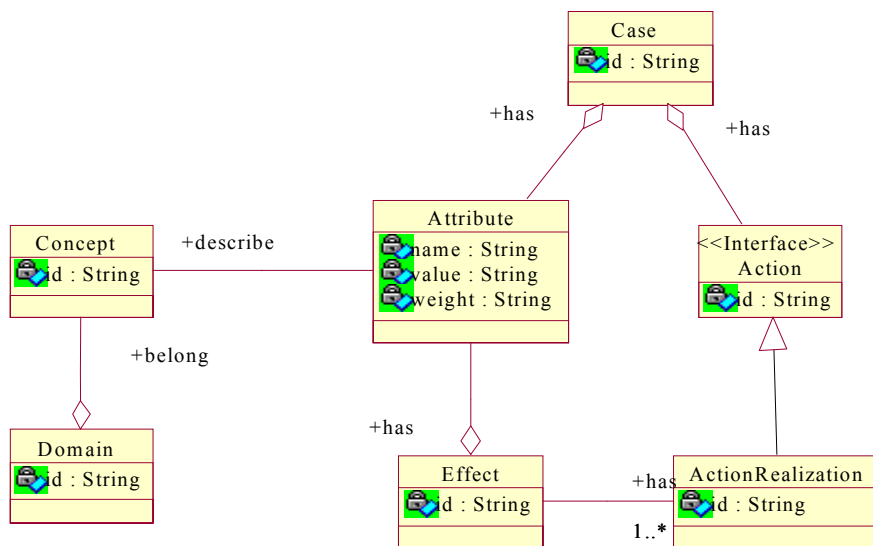 Case
id : String
+has
+has
Attribute
name : String
value : String
weight : String
<<Interface>>
Action
id : String
Concept
id : String
+describe
+belong
Domain
id : String
+has
Effect
id : String
+has
1..*
ActionRealization
id : String